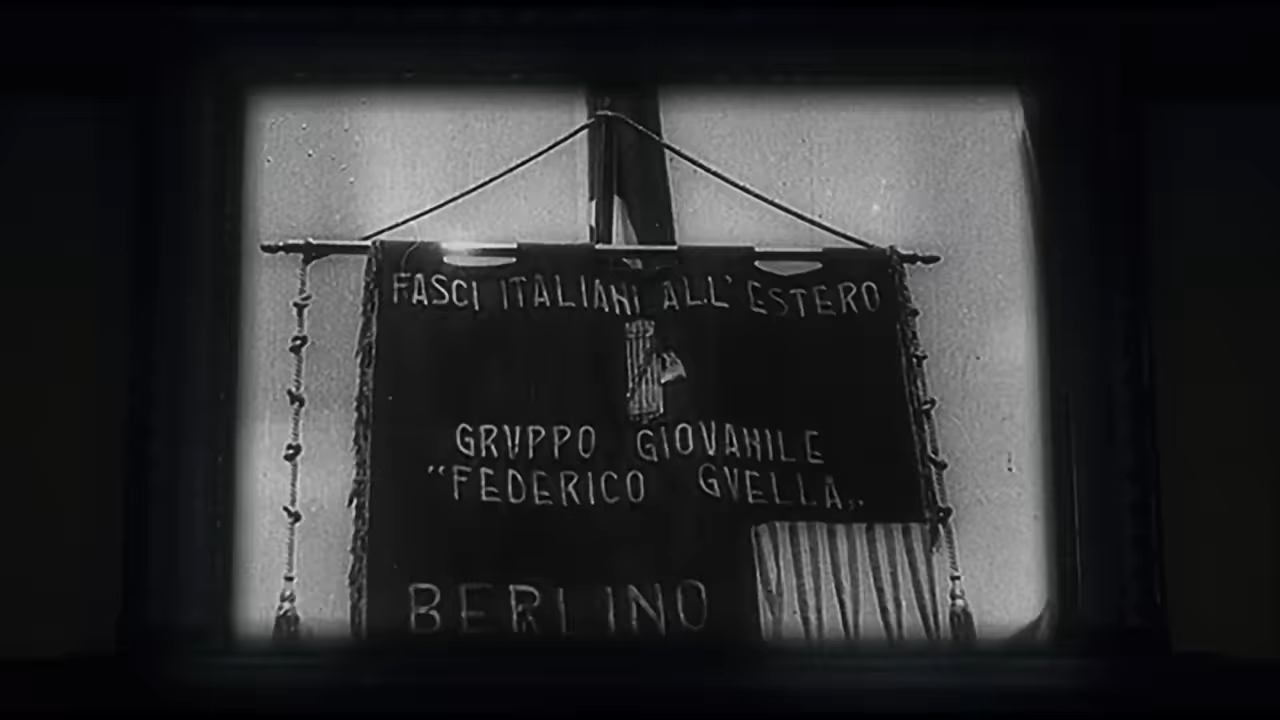 FASCI ITALIANI ALL' ESTERO
GRVPPO GIOVANILE
"FEDERICO GVELLA„
BERLINO